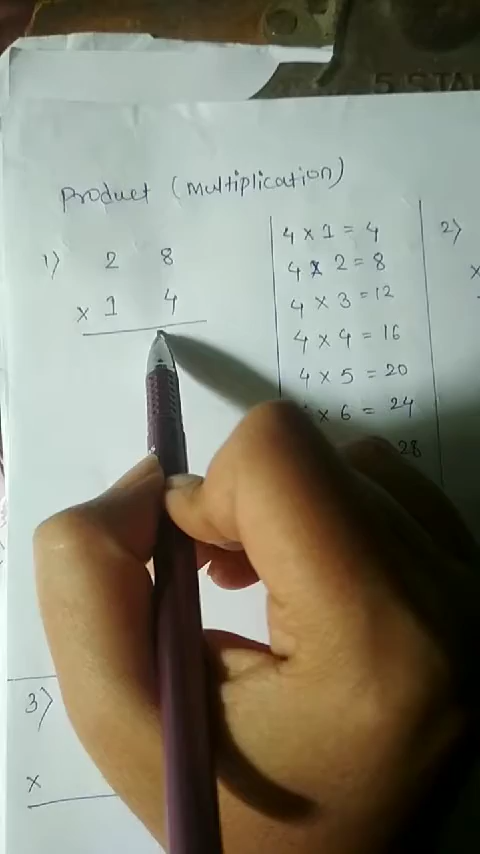 5 STA
Product (Multiplication)
1) 2 8
x 1 4
4 x 1 = 4
4 x 2 = 8
4 x 3 = 12
4 x 4 = 16
4 x 5 = 20
x 6 = 24
28
2)
x
3)
x